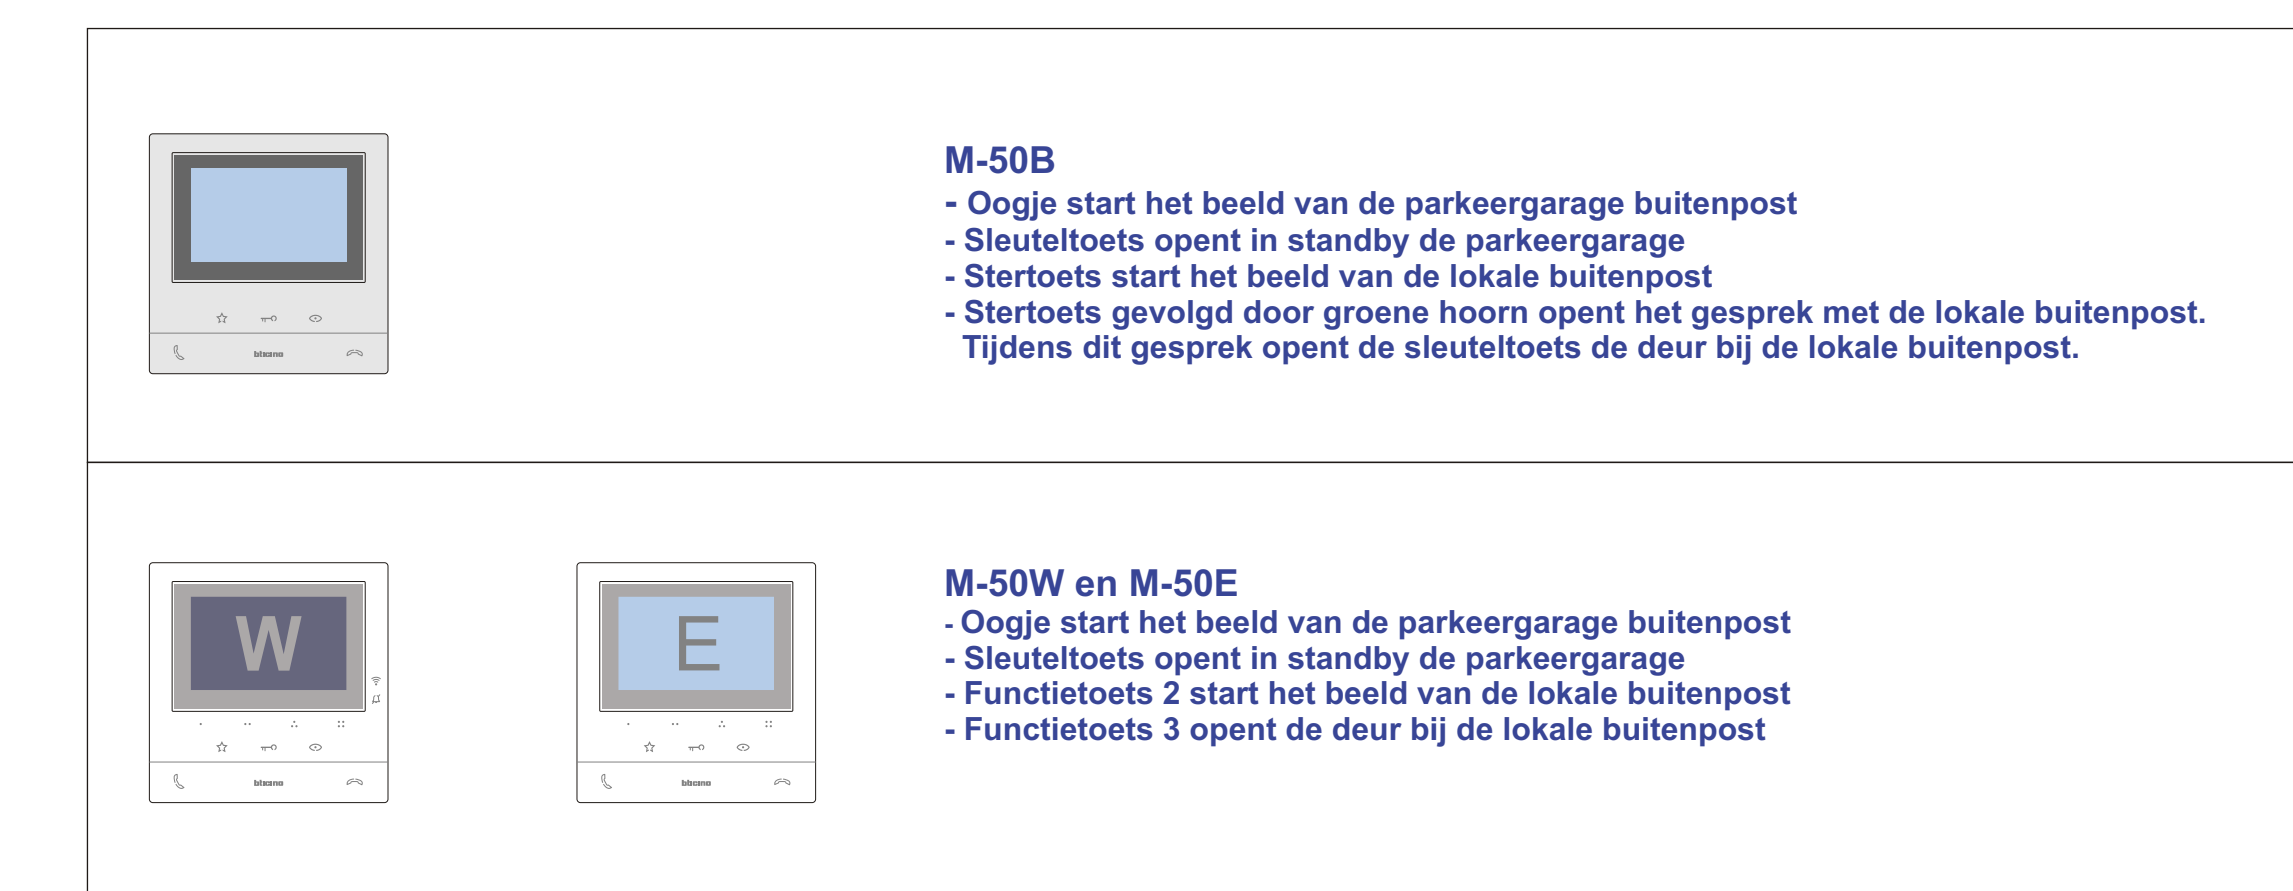 M-50B
- Oogje start het beeld van de parkeergarage buitenpost
- Sleuteltoets opent in standby de parkeergarage
- Stertoets start het beeld van de lokale buitenpost
- Stertoets gevolgd door groene hoorn opent het gesprek met de lokale buitenpost.
Tijdens dit gesprek opent de sleuteltoets de deur bij de lokale buitenpost.
bticino
M-50W en M-50E
- Oogje start het beeld van de parkeergarage buitenpost
- Sleuteltoets opent in standby de parkeergarage
- Functietoets 2 start het beeld van de lokale buitenpost
- Functietoets 3 opent de deur bij de lokale buitenpost
W
E
bticino
bticino